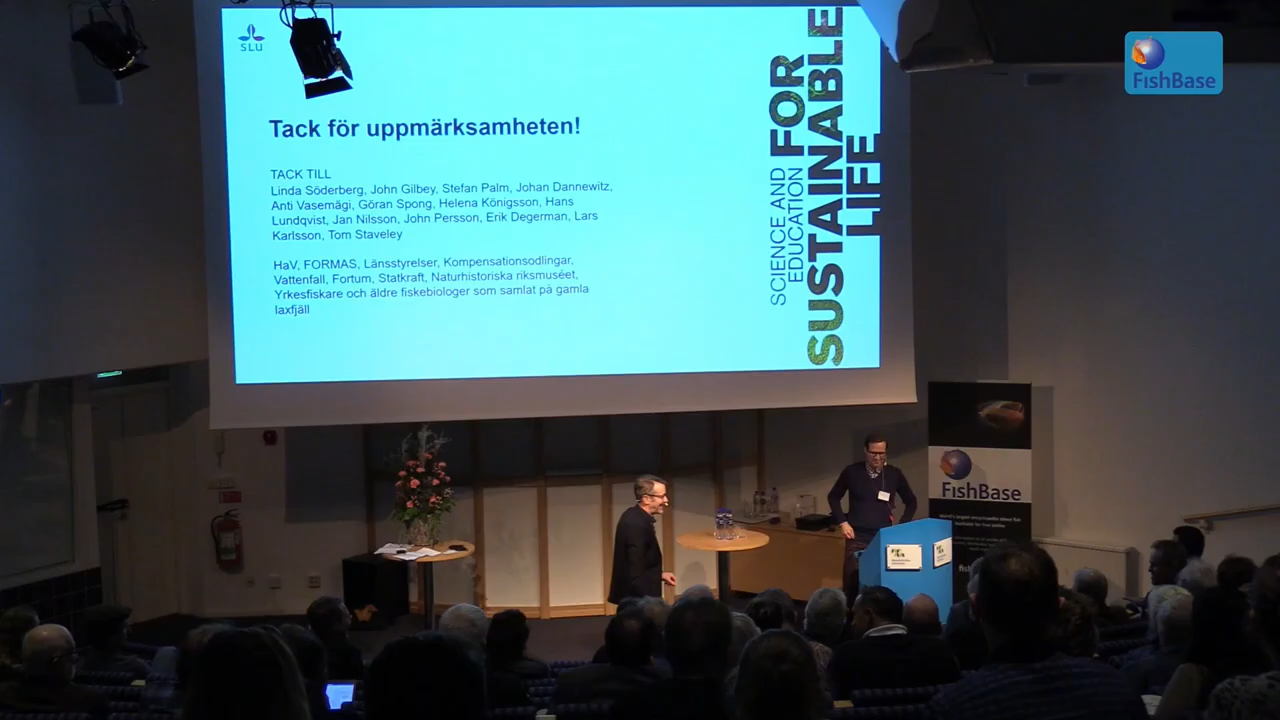 SLU
Tack för uppmärksamheten!
TACK TILL
Linda Söderberg, John Gilbey, Stefan Palm, Johan Dannewitz,
Anti Vasemägi, Göran Spong, Helena Königsson, Hans
Lundqvist, Jan Nilsson, John Persson, Erik Degerman, Lars
Karlsson, Tom Staveley
HaV, FORMAS, Länsstyrelser, Kompensationsodlingar,
Vattenfall, Fortum, Statkraft, Naturhistoriska riksmuséet,
Yrkesfiskare och äldre fiskebiologer som samlat på gamla
laxfjäll
SCIENCE AND
EDUCATION FOR
SUSTAINABLE
LIFE
FishBase
FishBase